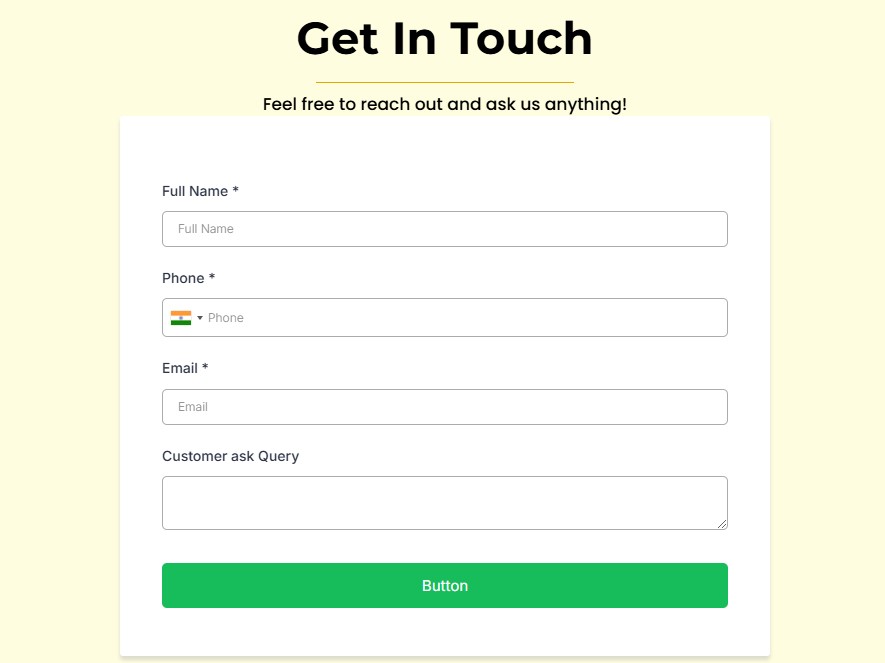 Get In Touch
Feel free to reach out and ask us anything!
Full Name *
Full Name
Phone *
Phone
Email *
Email
Customer ask Query
Button